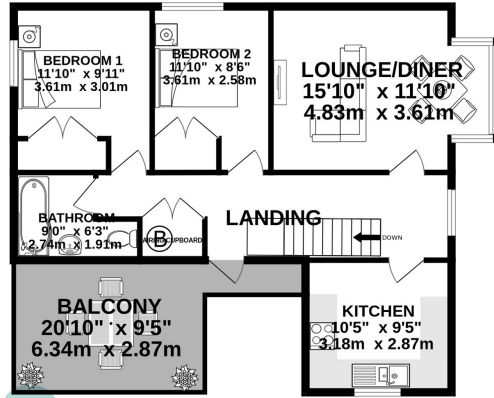 BEDROOM 1
11'10" x 9'11"
3.61m x 3.01m
BEDROOM 2
11'10" x 8'6"
3.61m x 2.58m
LOUNGE/DINER
15'10" x 11'10"
4.83m x 3.61m
BATHROOM
9'0" x 6'3"
2.74m x 1.91m
B
AIRING CUPBOARD
LANDING
DOWN
BALCONY
20'10" x 9'5"
6.34m x 2.87m
KITCHEN
10'5" x 9'5"
3.18m x 2.87m